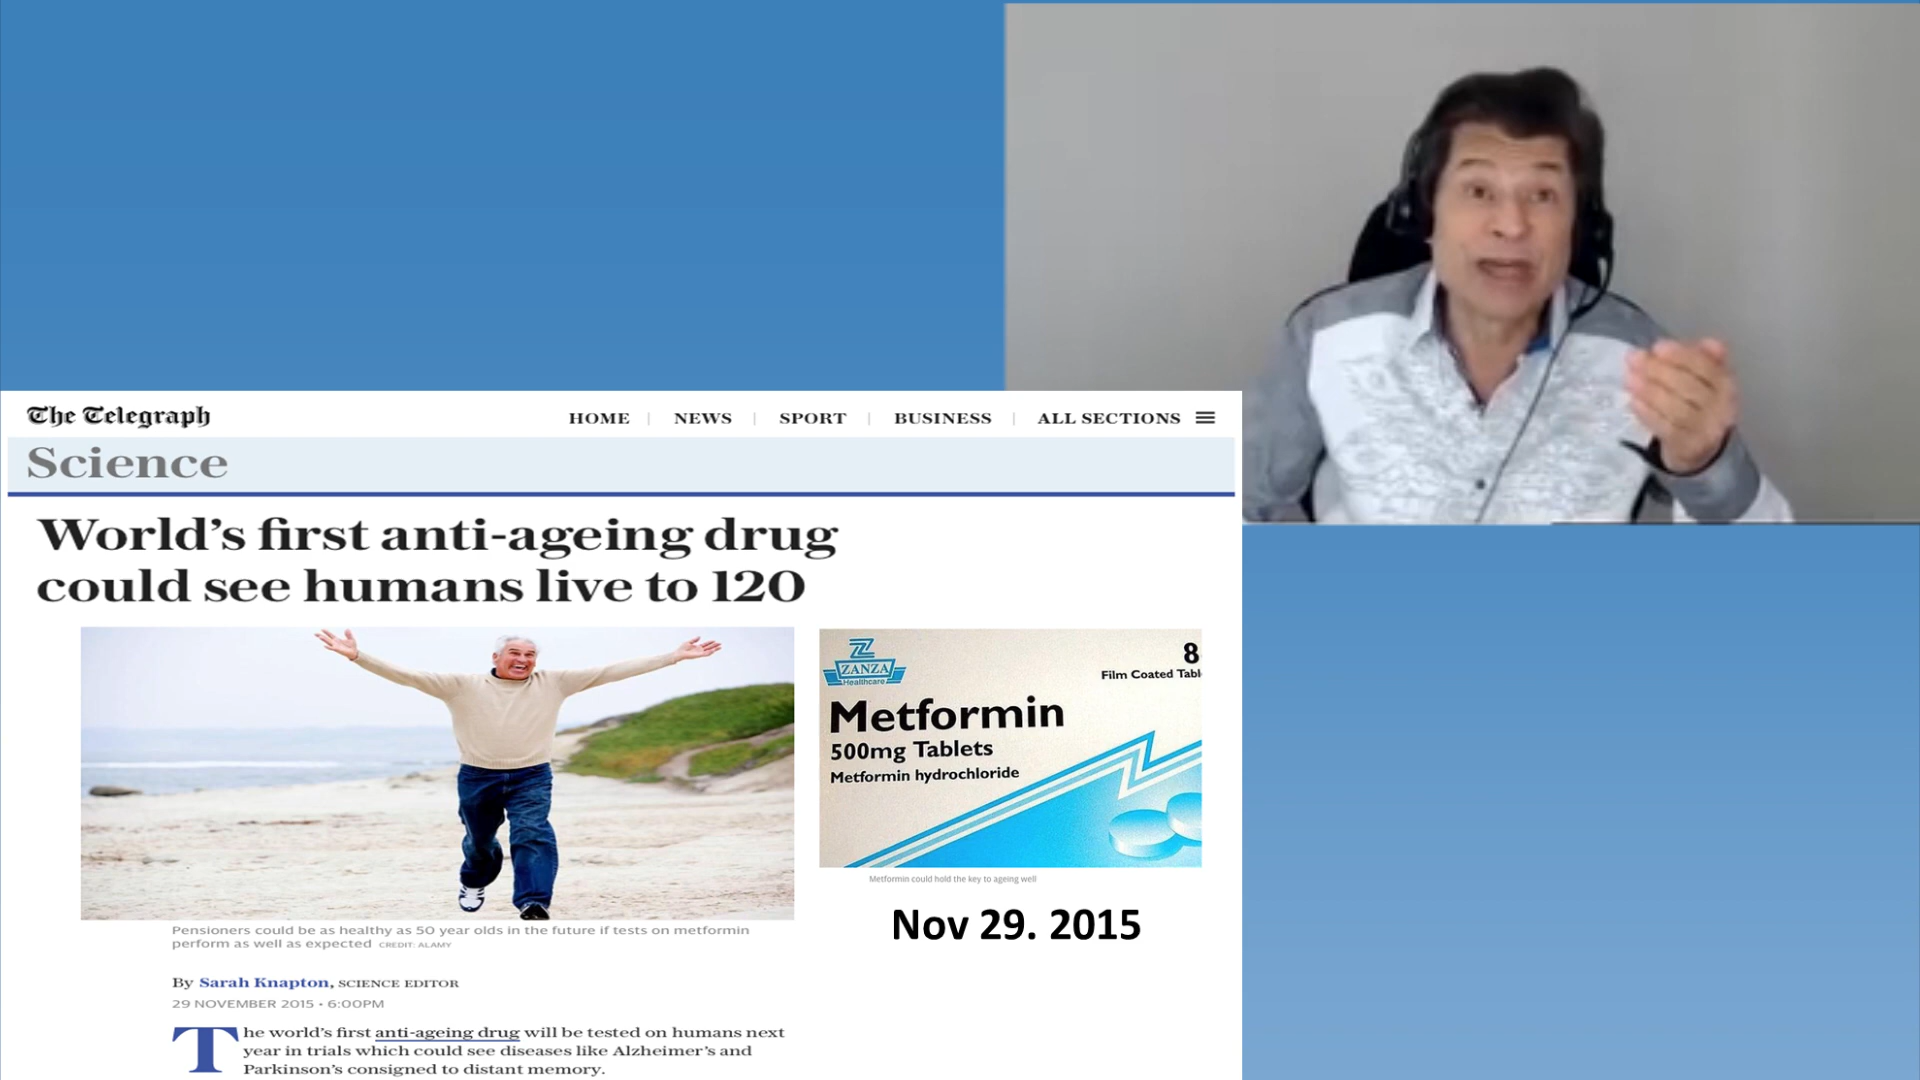 The Telegraph
HOME | NEWS | SPORT | BUSINESS | ALL SECTIONS
Science
World's first anti-ageing drug
could see humans live to 120
ZANZA
Healthcare
8
Film Coated Tabl
Metformin
500mg Tablets
Metformin hydrochloride
Metformin could hold the key to ageing well
Nov 29. 2015
Pensioners could be as healthy as 50 year olds in the future if tests on metformin
perform as well as expected CREDIT: ALAMY
By Sarah Knapton, SCIENCE EDITOR
29 NOVEMBER 2015 • 6:00PM
The world's first anti-ageing drug will be tested on humans next
year in trials which could see diseases like Alzheimer's and
Parkinson's consigned to distant memory.